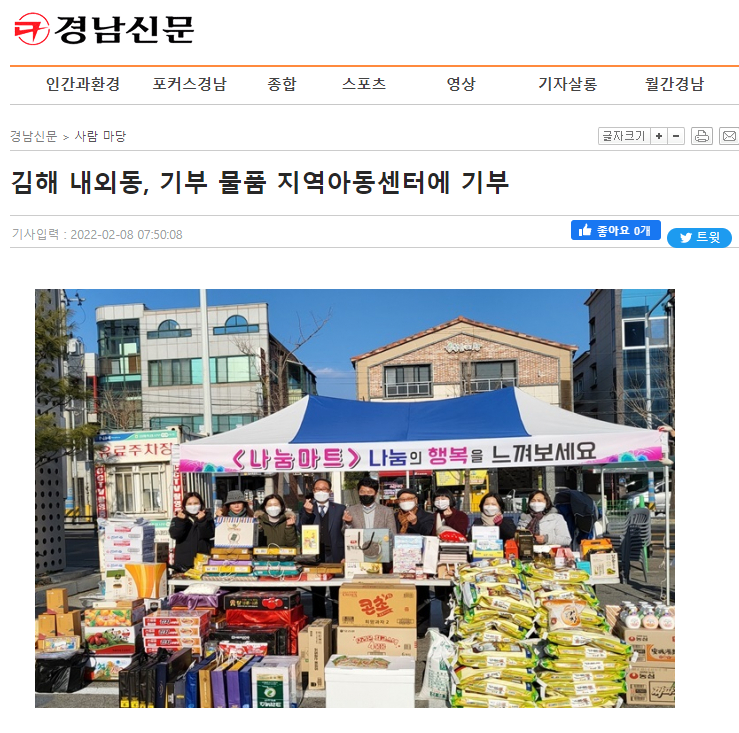 경남신문
인간과환경 포커스경남 종합 스포츠 영상 기자살롱 월간경남
경남신문 > 사람 마당
글자크기 + -
김해 내외동, 기부 물품 지역아동센터에 기부
기사입력 : 2022-02-08 07:50:08
좋아요 0개
트윗
유료주차장
<나눔마트> 나눔의 행복을 느껴보세요
콘칩
농심
농심